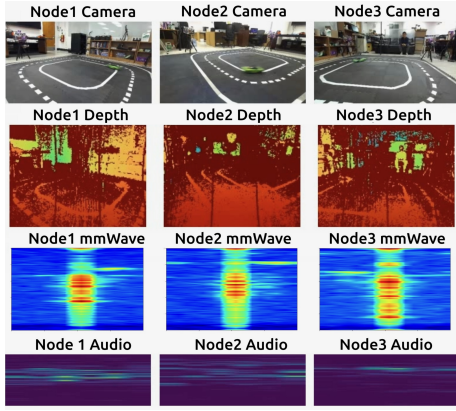 Node1 Camera Node2 Camera Node3 Camera
Node1 Depth Node2 Depth Node3 Depth
Node1 mmWave Node2 mmWave Node3 mmWave
Node 1 Audio Node2 Audio Node3 Audio